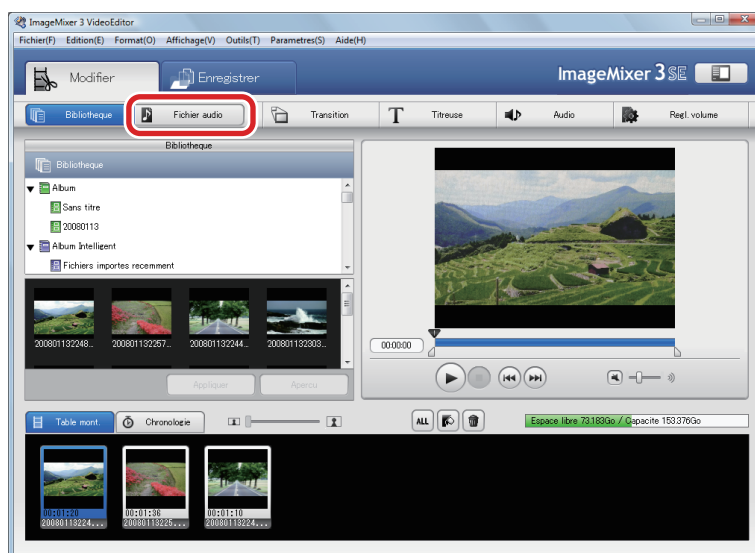 ImageMixer 3 VideoEditor
Fichier(F) Edition(E) Format(O) Affichage(V) Outils(T) Parametres(S) Aide(H)
Modifier Enregistrer ImageMixer 3 SE
Bibliotheque Fichier audio Transition T Titreuse Audio Regl. volume
Bibliotheque
Bibliotheque
Album
Sans titre
20080113
Album Intelligent
Fichiers importes recemment
200801132248... 200801132257... 200801132244... 200801132303...
00:00:00
Appliquer Apercu
Table mont. Chronologie ALL Espace libre 73.183Go / Capacite 153.376Go
00:01:20 00:01:36 00:01:10
20080113224... 20080113225... 20080113224...